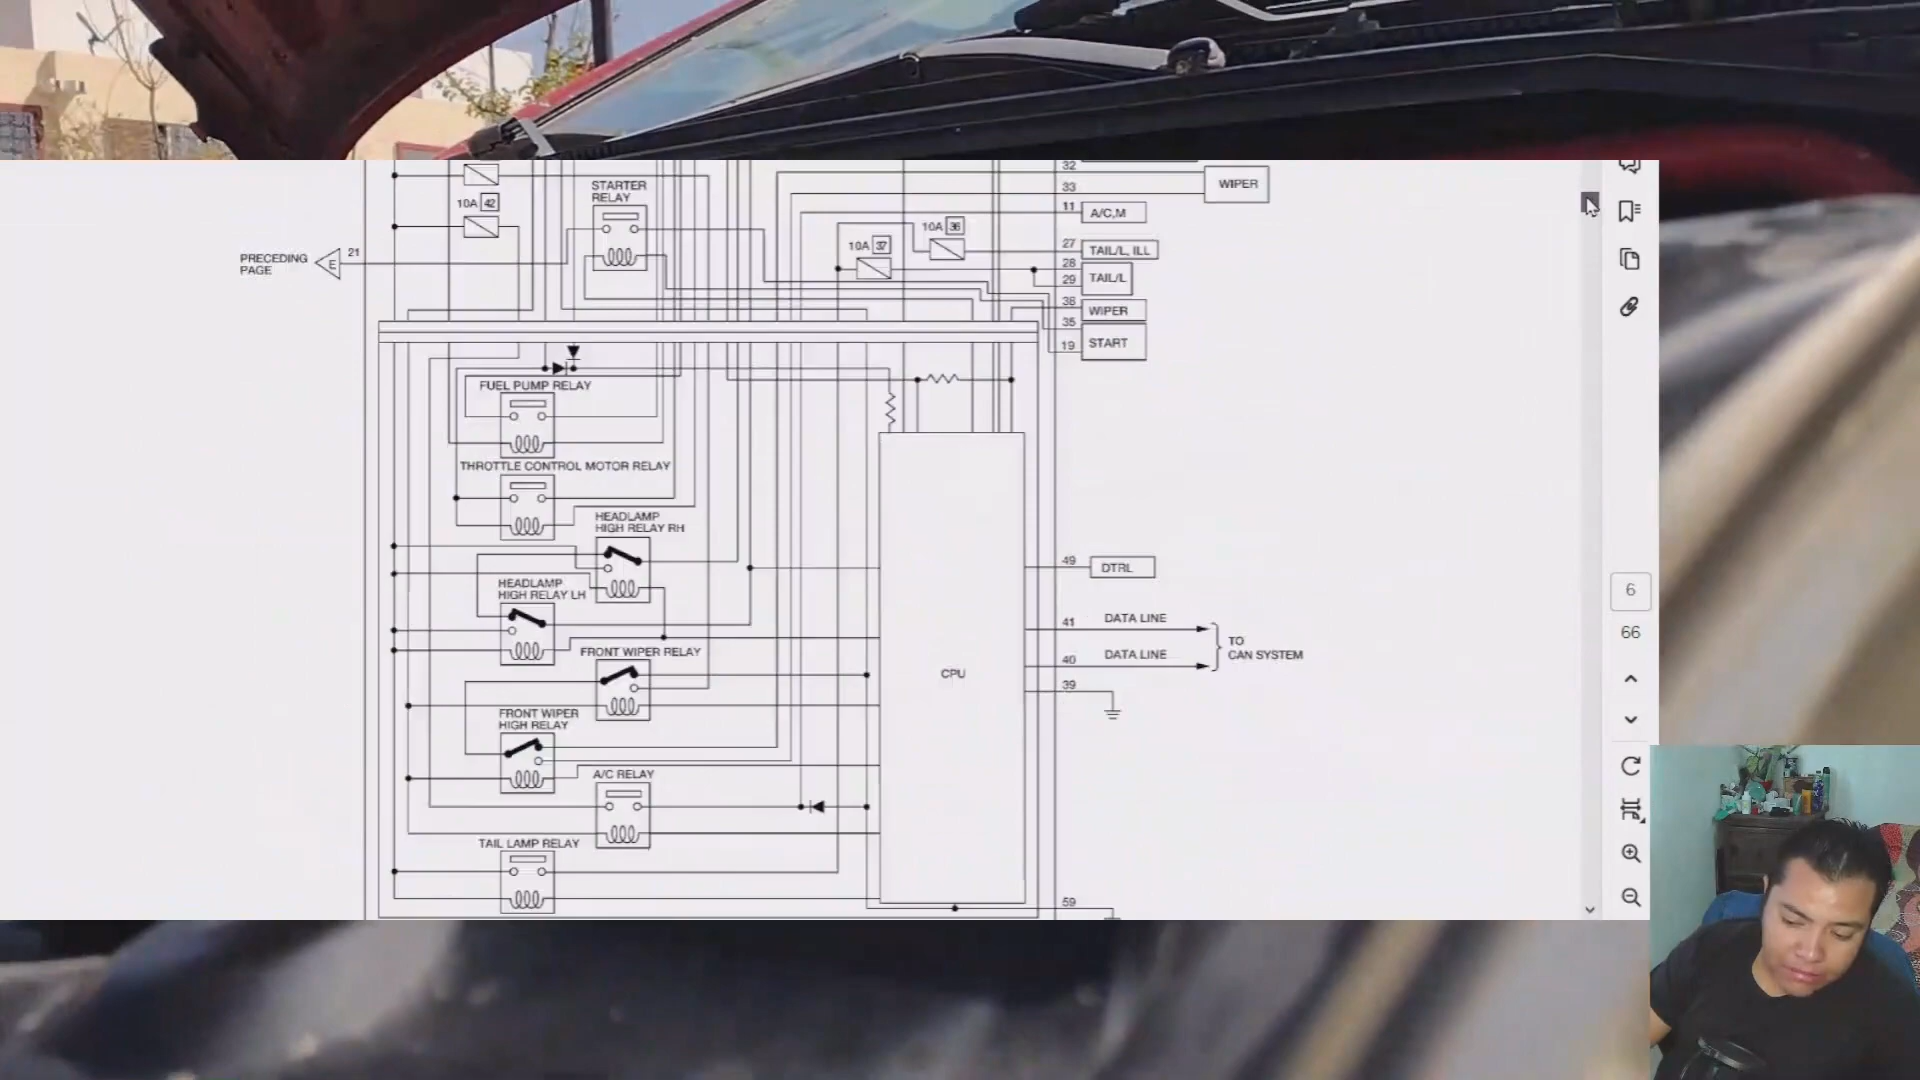 32
WIPER
33
STARTER
RELAY
11
A/C,M
10A 42
10A 36
27
TAIL/L, ILL
10A 37
28
TAIL/L
29
PRECEDING
PAGE
E
21
38
WIPER
35
START
19
FUEL PUMP RELAY
THROTTLE CONTROL MOTOR RELAY
HEADLAMP
HIGH RELAY RH
49
DTRL
HEADLAMP
HIGH RELAY LH
41
DATA LINE
TO
CAN SYSTEM
40
DATA LINE
39
FRONT WIPER RELAY
CPU
FRONT WIPER
HIGH RELAY
A/C RELAY
TAIL LAMP RELAY
59
6
66